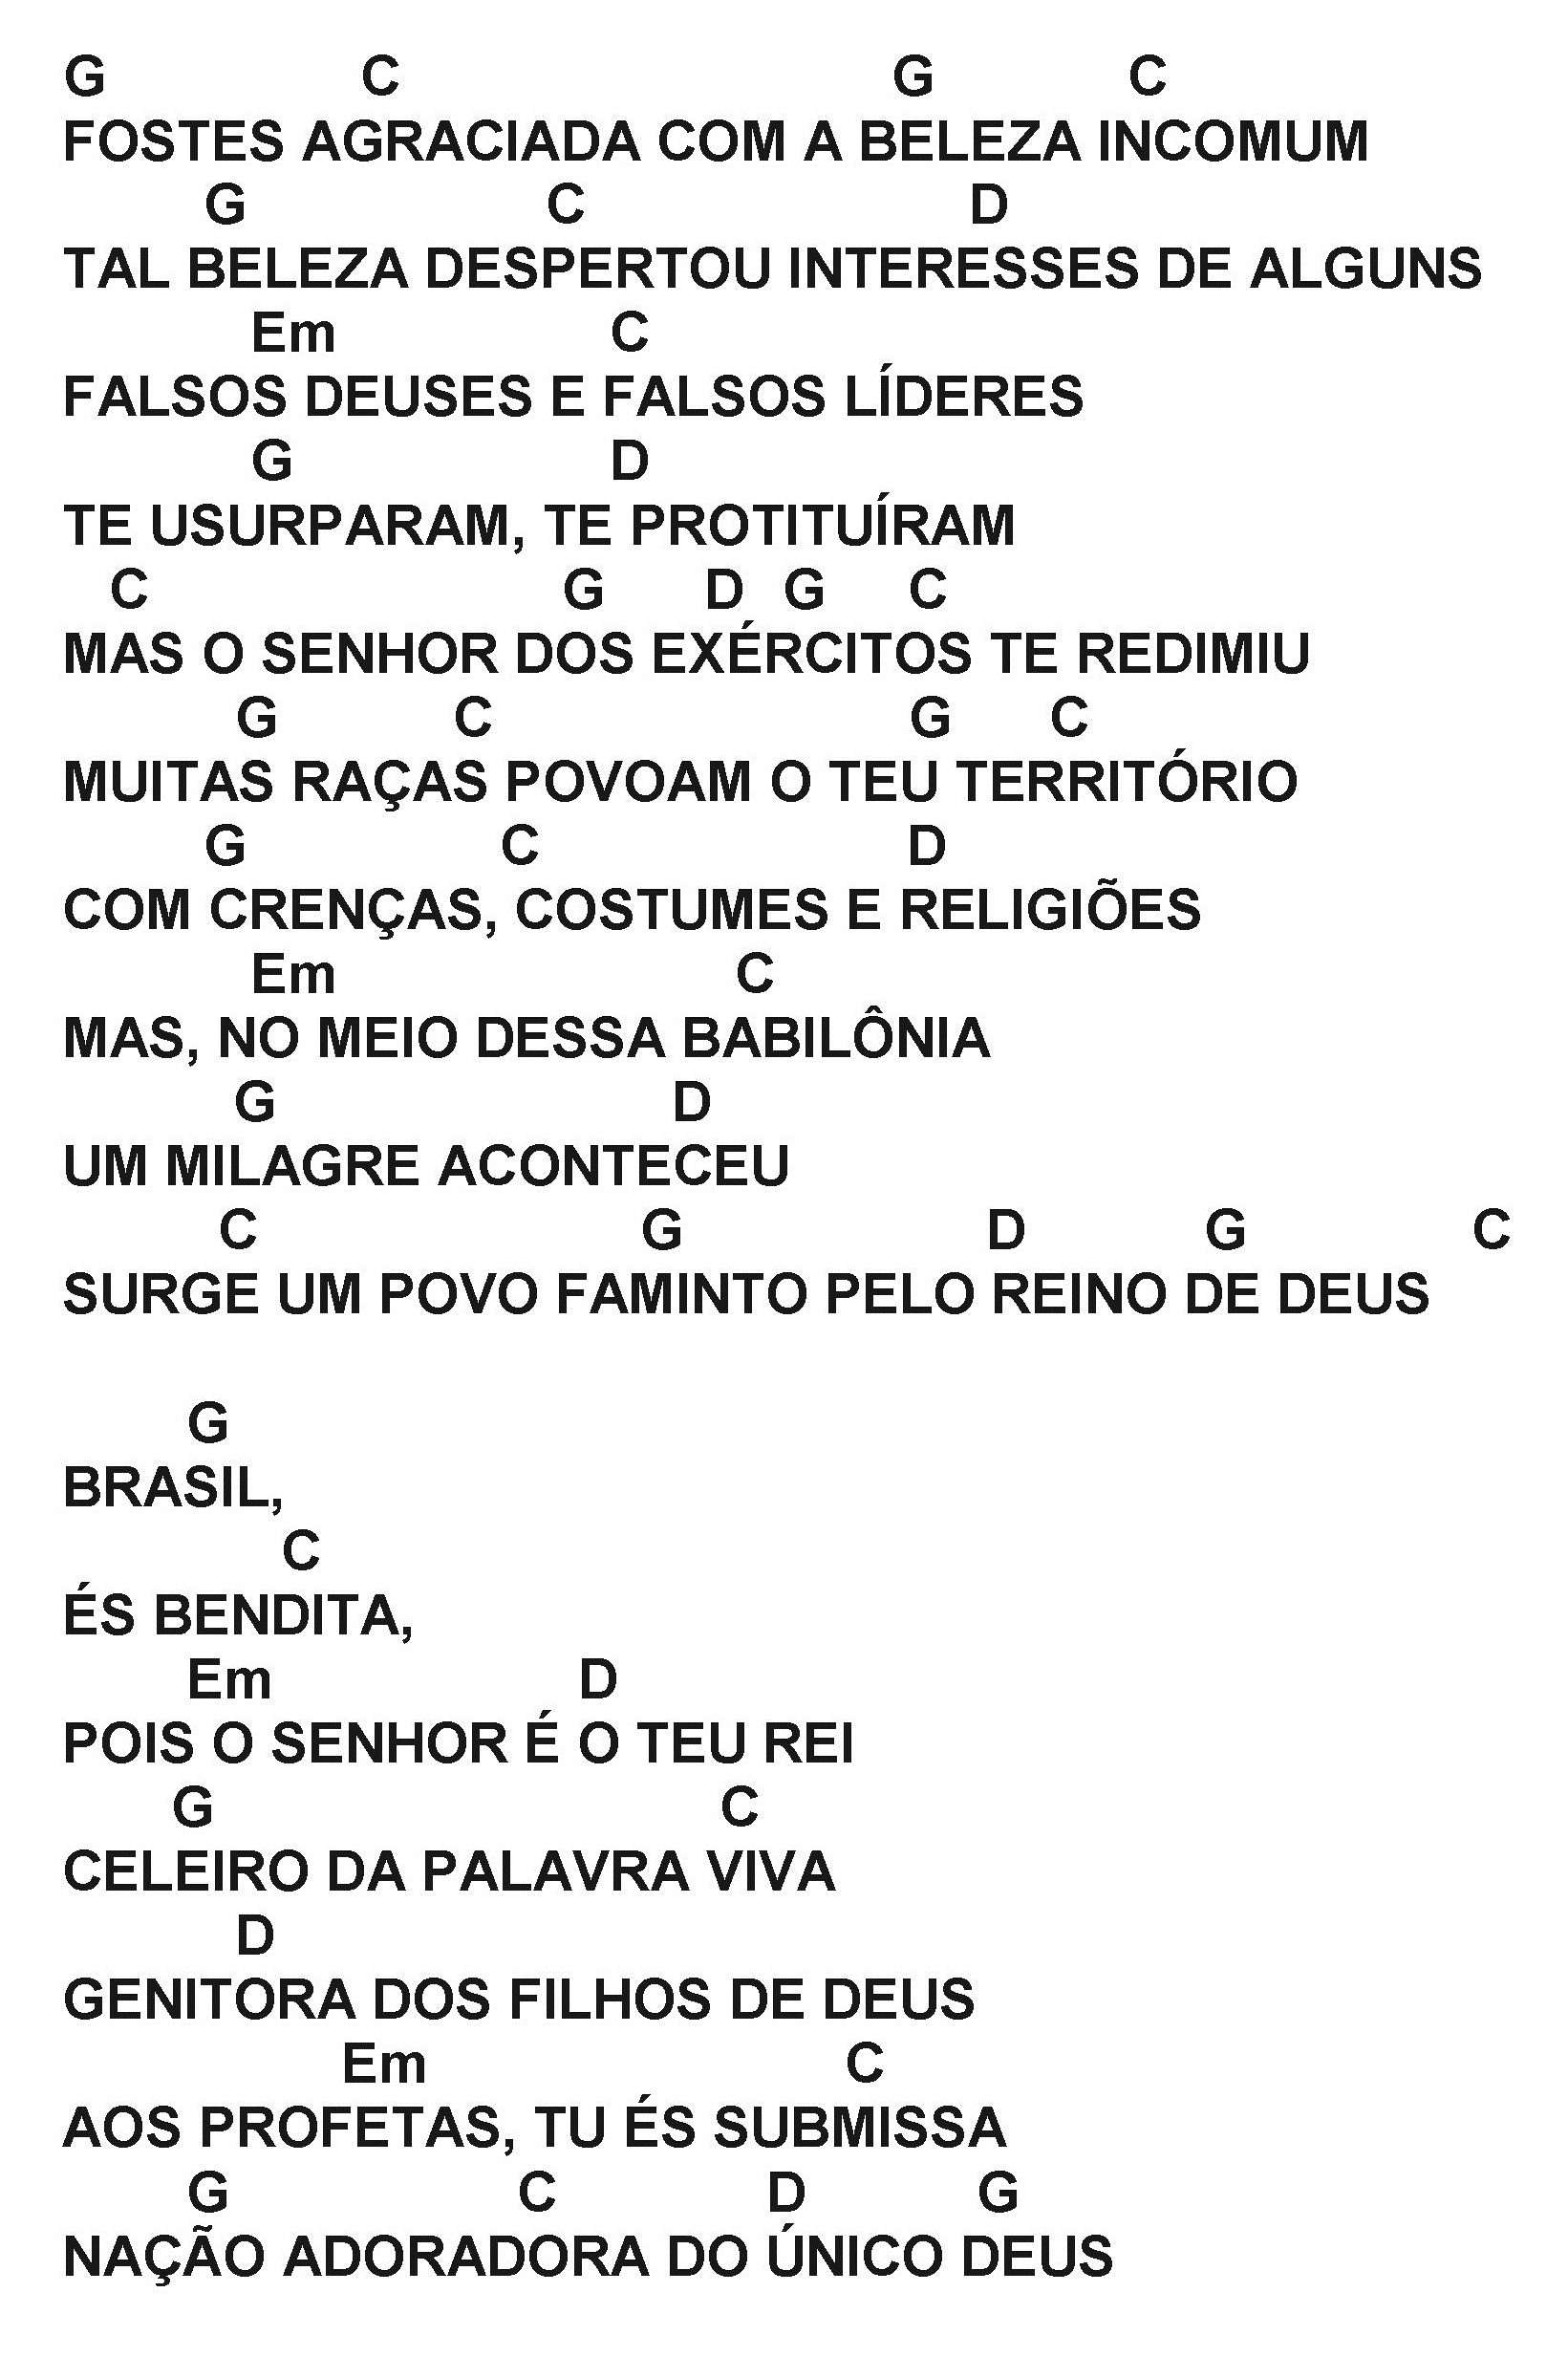 G C G C
FOSTES AGRACIADA COM A BELEZA INCOMUM
G C D
TAL BELEZA DESPERTOU INTERESSES DE ALGUNS
Em C
FALSOS DEUSES E FALSOS LÍDERES
G D
TE USURPARAM, TE PROTITUÍRAM
C G D G C
MAS O SENHOR DOS EXÉRCITOS TE REDIMIU
G C G C
MUITAS RAÇAS POVOAM O TEU TERRITÓRIO
G C D
COM CRENÇAS, COSTUMES E RELIGIÕES
Em C
MAS, NO MEIO DESSA BABILÔNIA
G D
UM MILAGRE ACONTECEU
C G D G C
SURGE UM POVO FAMINTO PELO REINO DE DEUS
G
BRASIL,
C
ÉS BENDITA,
Em D
POIS O SENHOR É O TEU REI
G C
CELEIRO DA PALAVRA VIVA
D
GENITORA DOS FILHOS DE DEUS
Em C
AOS PROFETAS, TU ÉS SUBMISSA
G C D G
NAÇÃO ADORADORA DO ÚNICO DEUS